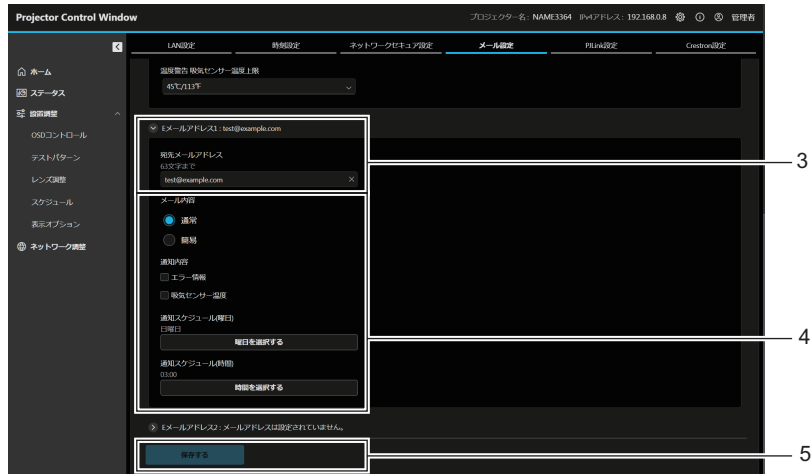 Projector Control Window プロジェクター名: NAME3364 IPv4アドレス: 192.168.0.8 管理者
LAN設定 時刻設定 ネットワークセキュア設定 メール設定 PJLink設定 Crestron設定
ホーム
ステータス
設置調整
OSDコントロール
テストパターン
レンズ調整
スケジュール
表示オプション
ネットワーク調整
温度警告 吸気センサー温度上限
45℃/113℉
Eメールアドレス1 : test@example.com
宛先メールアドレス
63文字まで
test@example.com
3
メール内容
通常
簡易
通知内容
エラー情報
吸気センサー温度
通知スケジュール(曜日)
日曜日
曜日を選択する
通知スケジュール(時間)
03:00
時間を選択する
4
Eメールアドレス2 : メールアドレスは設定されていません。
保存する
5